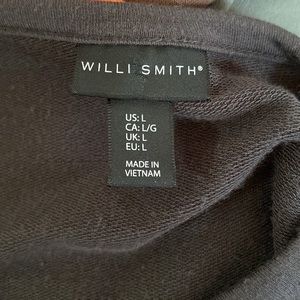 WILLI SMITH®
US: L
CA: L/G
UK: L
EU: L
MADE IN
VIETNAM